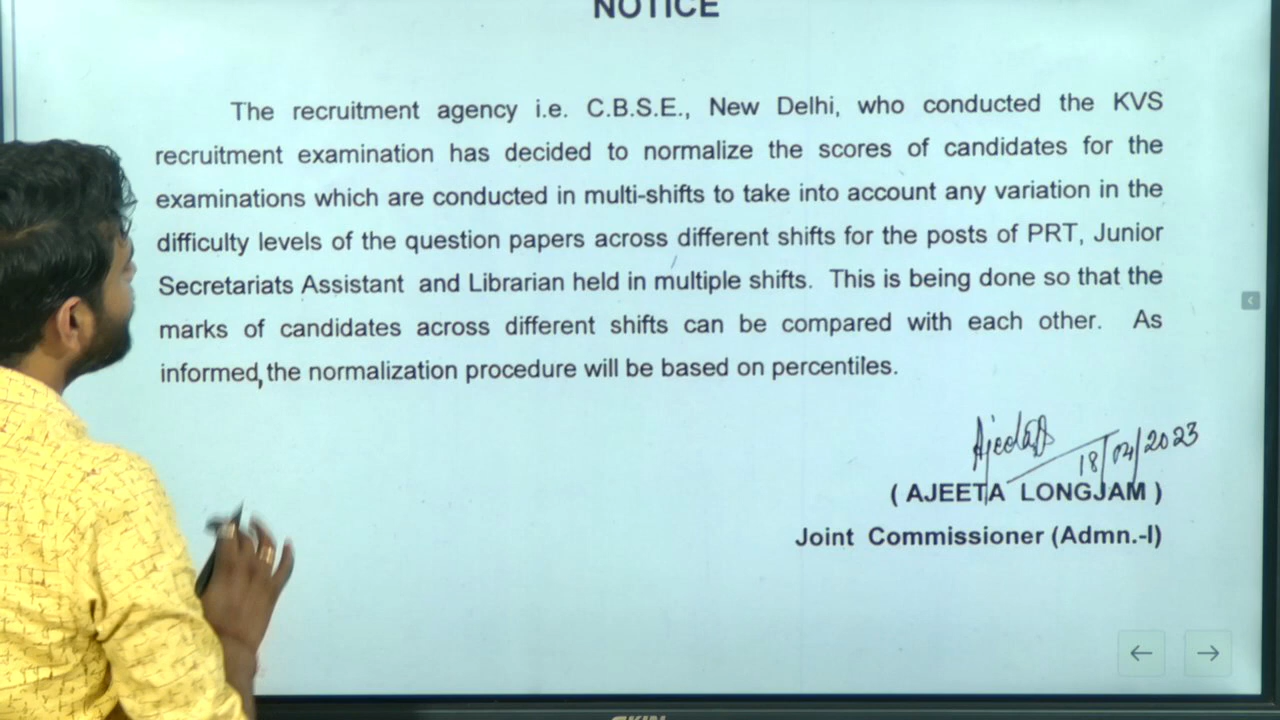 NOTICE
The recruitment agency i.e. C.B.S.E., New Delhi, who conducted the KVS
recruitment examination has decided to normalize the scores of candidates for the
examinations which are conducted in multi-shifts to take into account any variation in the
difficulty levels of the question papers across different shifts for the posts of PRT, Junior
Secretariats Assistant and Librarian held in multiple shifts. This is being done so that the
marks of candidates across different shifts can be compared with each other. As
informed, the normalization procedure will be based on percentiles.
18/04/2023
( AJEETA LONGJAM )
Joint Commissioner (Admn.-I)